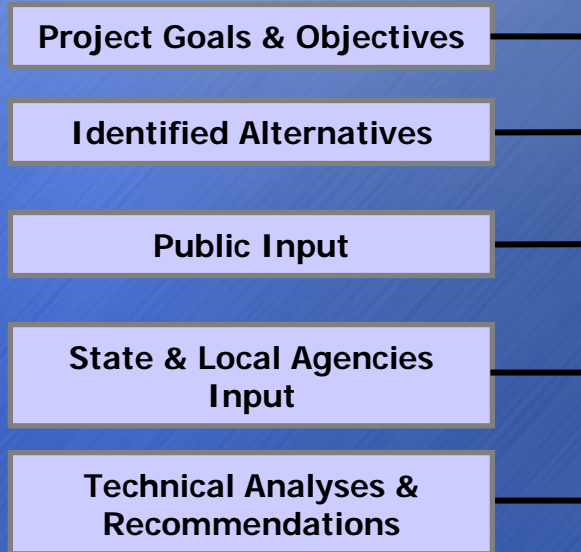 Project Goals & Objectives
Identified Alternatives
Public Input
State & Local Agencies
Input
Technical Analyses &
Recommendations